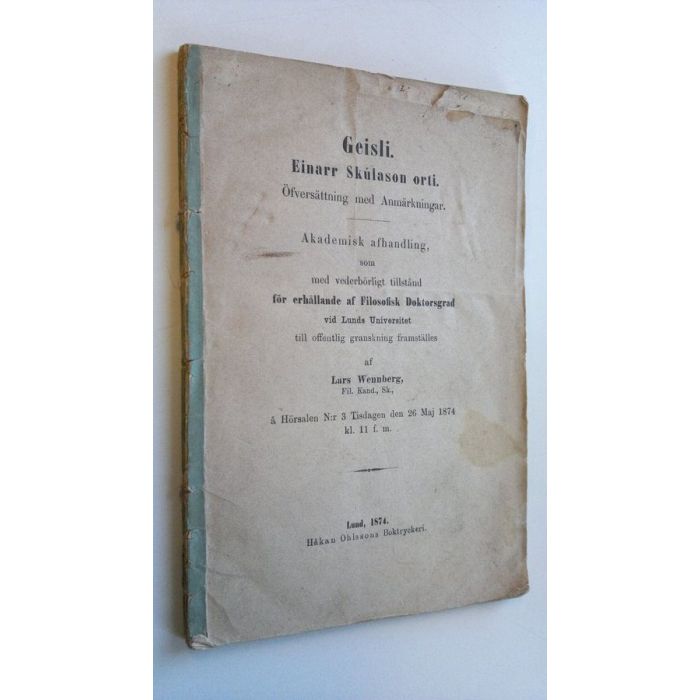 Geisli.
Einarr Skúlason orti.
Öfversättning med Anmärkningar.
Akademisk afhandling,
som
med vederbörligt tillstånd
för erhållande af Filosofisk Doktorsgrad
vid Lunds Universitet
till offentlig granskning framställes
af
Lars Wennberg,
Fil. Kand., Sk.,
å Hörsalen N:r 3 Tisdagen den 26 Maj 1874
kl. 11 f. m.
Lund, 1874.
Håkan Ohlssons Boktryckeri.